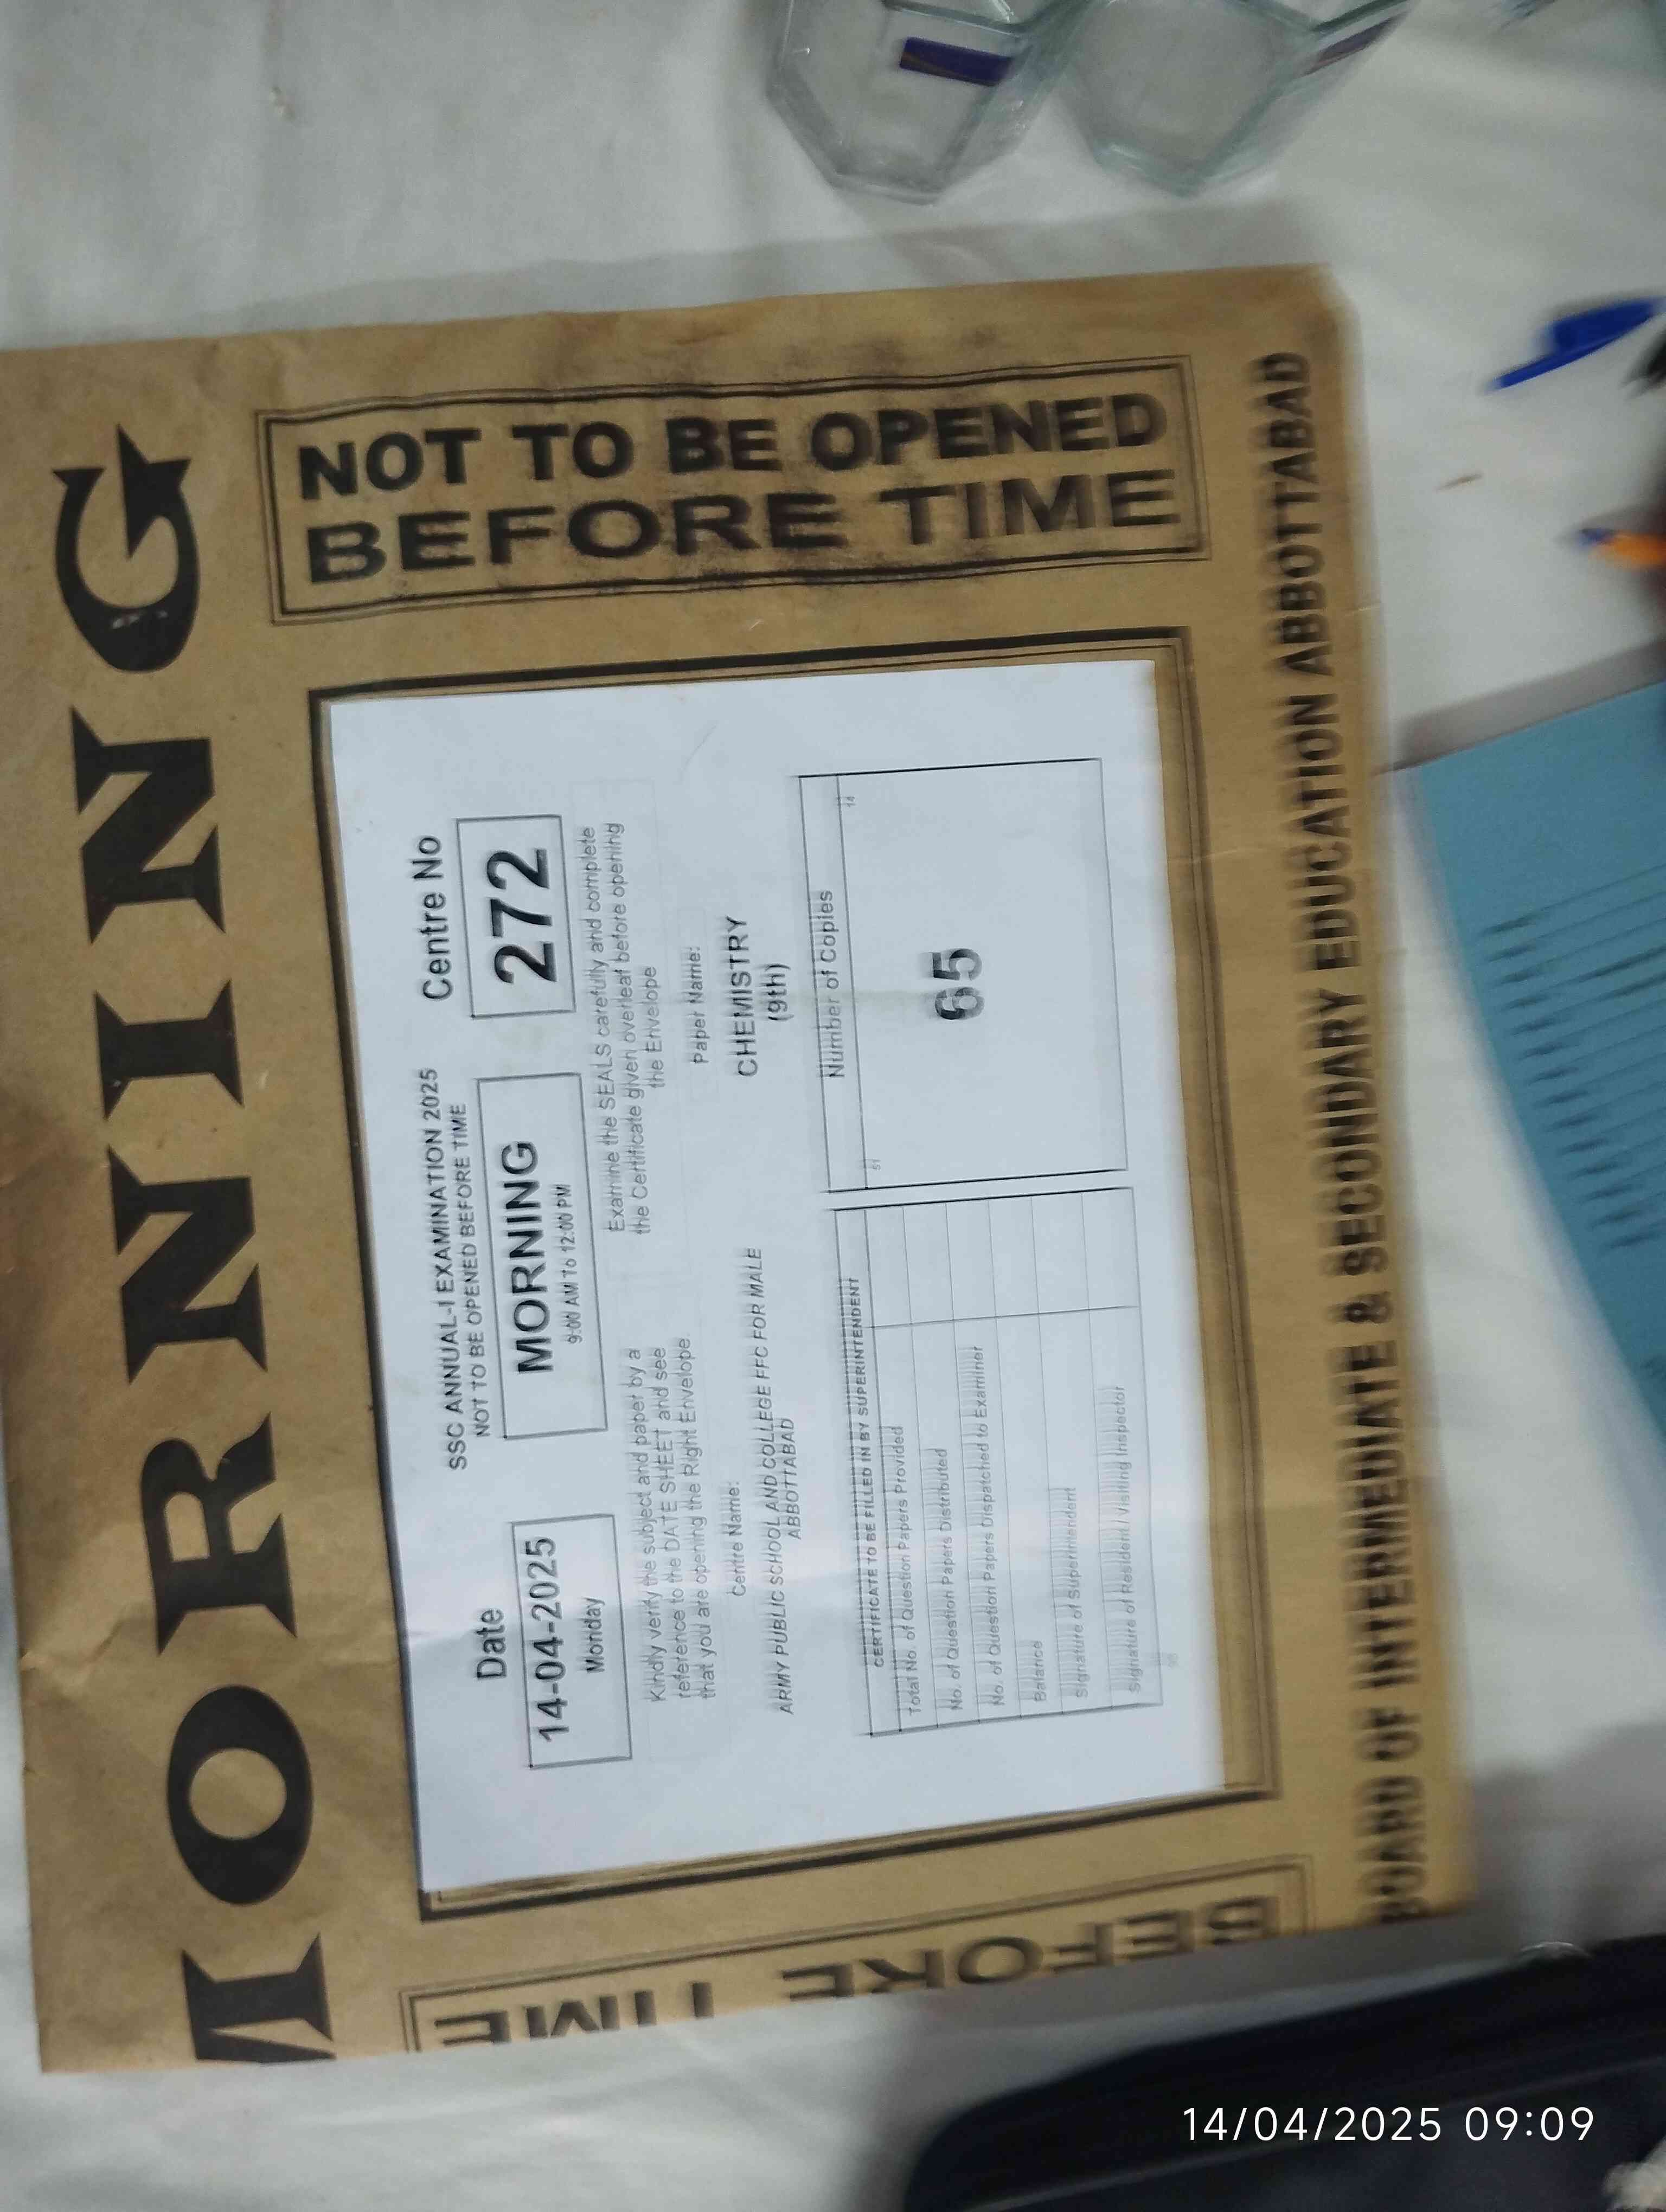 MORNING
NOT TO BE OPENED
BEFORE TIME
SSC ANNUAL-I EXAMINATION 2025
NOT TO BE OPENED BEFORE TIME
Date
14-04-2025
Monday
MORNING
9:00 AM To 12:00 PM
Centre No
272
Kindly verify the subject and paper by a
reference to the DATE SHEET and see
that you are opening the Right Envelope
Examine the SEALS carefully and complete
the Certificate given overleaf before opening
the Envelope
Centre Name:
ARMY PUBLIC SCHOOL AND COLLEGE FFC FOR MALE
ABBOTTABAD
Paper Name:
CHEMISTRY
(9th)
CERTIFICATE TO BE FILLED IN BY SUPERINTENDENT
Total No. of Question Papers Provided
No. of Question Papers Distributed
No. of Question Papers Dispatched to Examiner
Balance
Signature of Superintendent
Signature of Resident / Visiting Inspector
Number of Copies
51
14
65
BEFORE TIME
BOARD OF INTERMEDIATE & SECONDARY EDUCATION ABBOTTABAD
14/04/2025 09:09